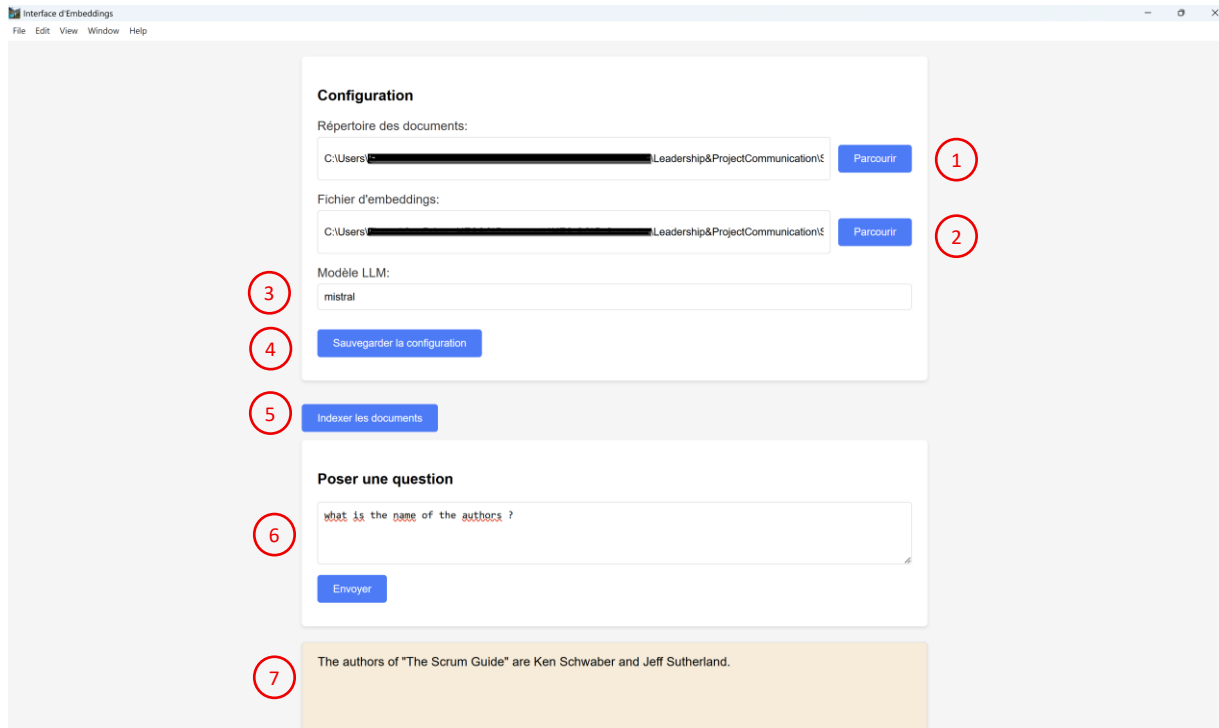 Interface d'Embeddings
File Edit View Window Help
Configuration
Répertoire des documents:
C:\Users\ \Leadership&ProjectCommunication\S
Parcourir
1
Fichier d'embeddings:
C:\Users\ \Leadership&ProjectCommunication\S
Parcourir
2
Modèle LLM:
3
mistral
4
Sauvegarder la configuration
5
Indexer les documents
Poser une question
what is the name of the authors ?
6
Envoyer
The authors of "The Scrum Guide" are Ken Schwaber and Jeff Sutherland.
7